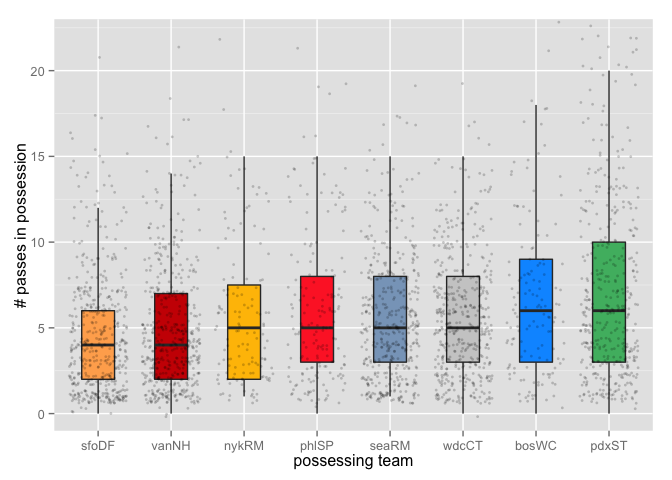 # passes in possession
20
15
10
5
0
sfoDF vanNH nykRM phlSP seaRM wdcCT bosWC pdxST
possessing team